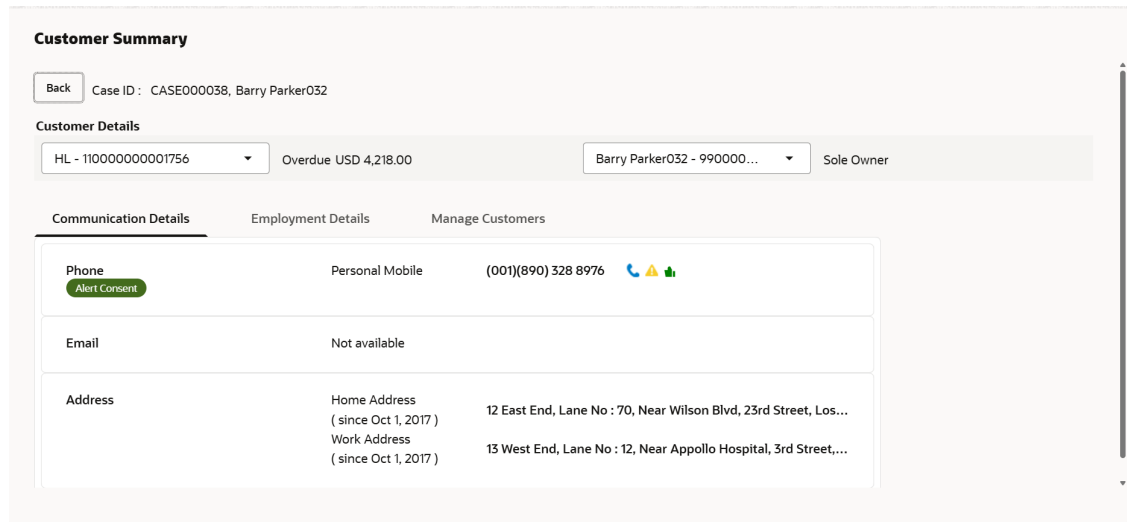 Customer Summary
Back Case ID : CASE000038, Barry Parker032
Customer Details
HL - 110000000001756 Overdue USD 4,218.00 Barry Parker032 - 990000... Sole Owner
Communication Details Employment Details Manage Customers
Phone Personal Mobile (001)(890) 328 8976
Alert Consent
Email Not available
Address Home Address
( since Oct 1, 2017 ) 12 East End, Lane No : 70, Near Wilson Blvd, 23rd Street, Los...
Work Address
( since Oct 1, 2017 ) 13 West End, Lane No : 12, Near Appollo Hospital, 3rd Street,...